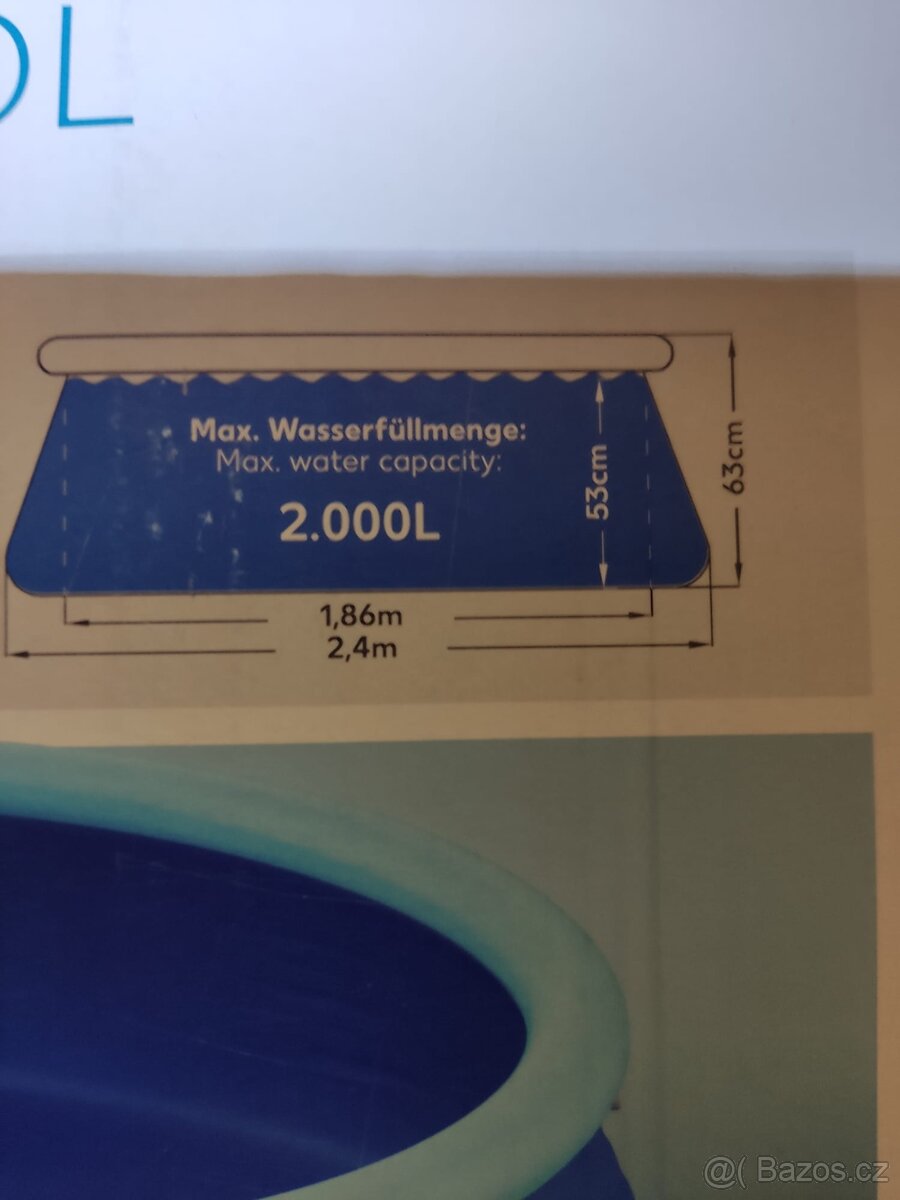 OL
Max. Wasserfüllmenge:
Max. water capacity:
2.000L
53cm
63cm
1,86m
2,4m
@( Bazos.cz